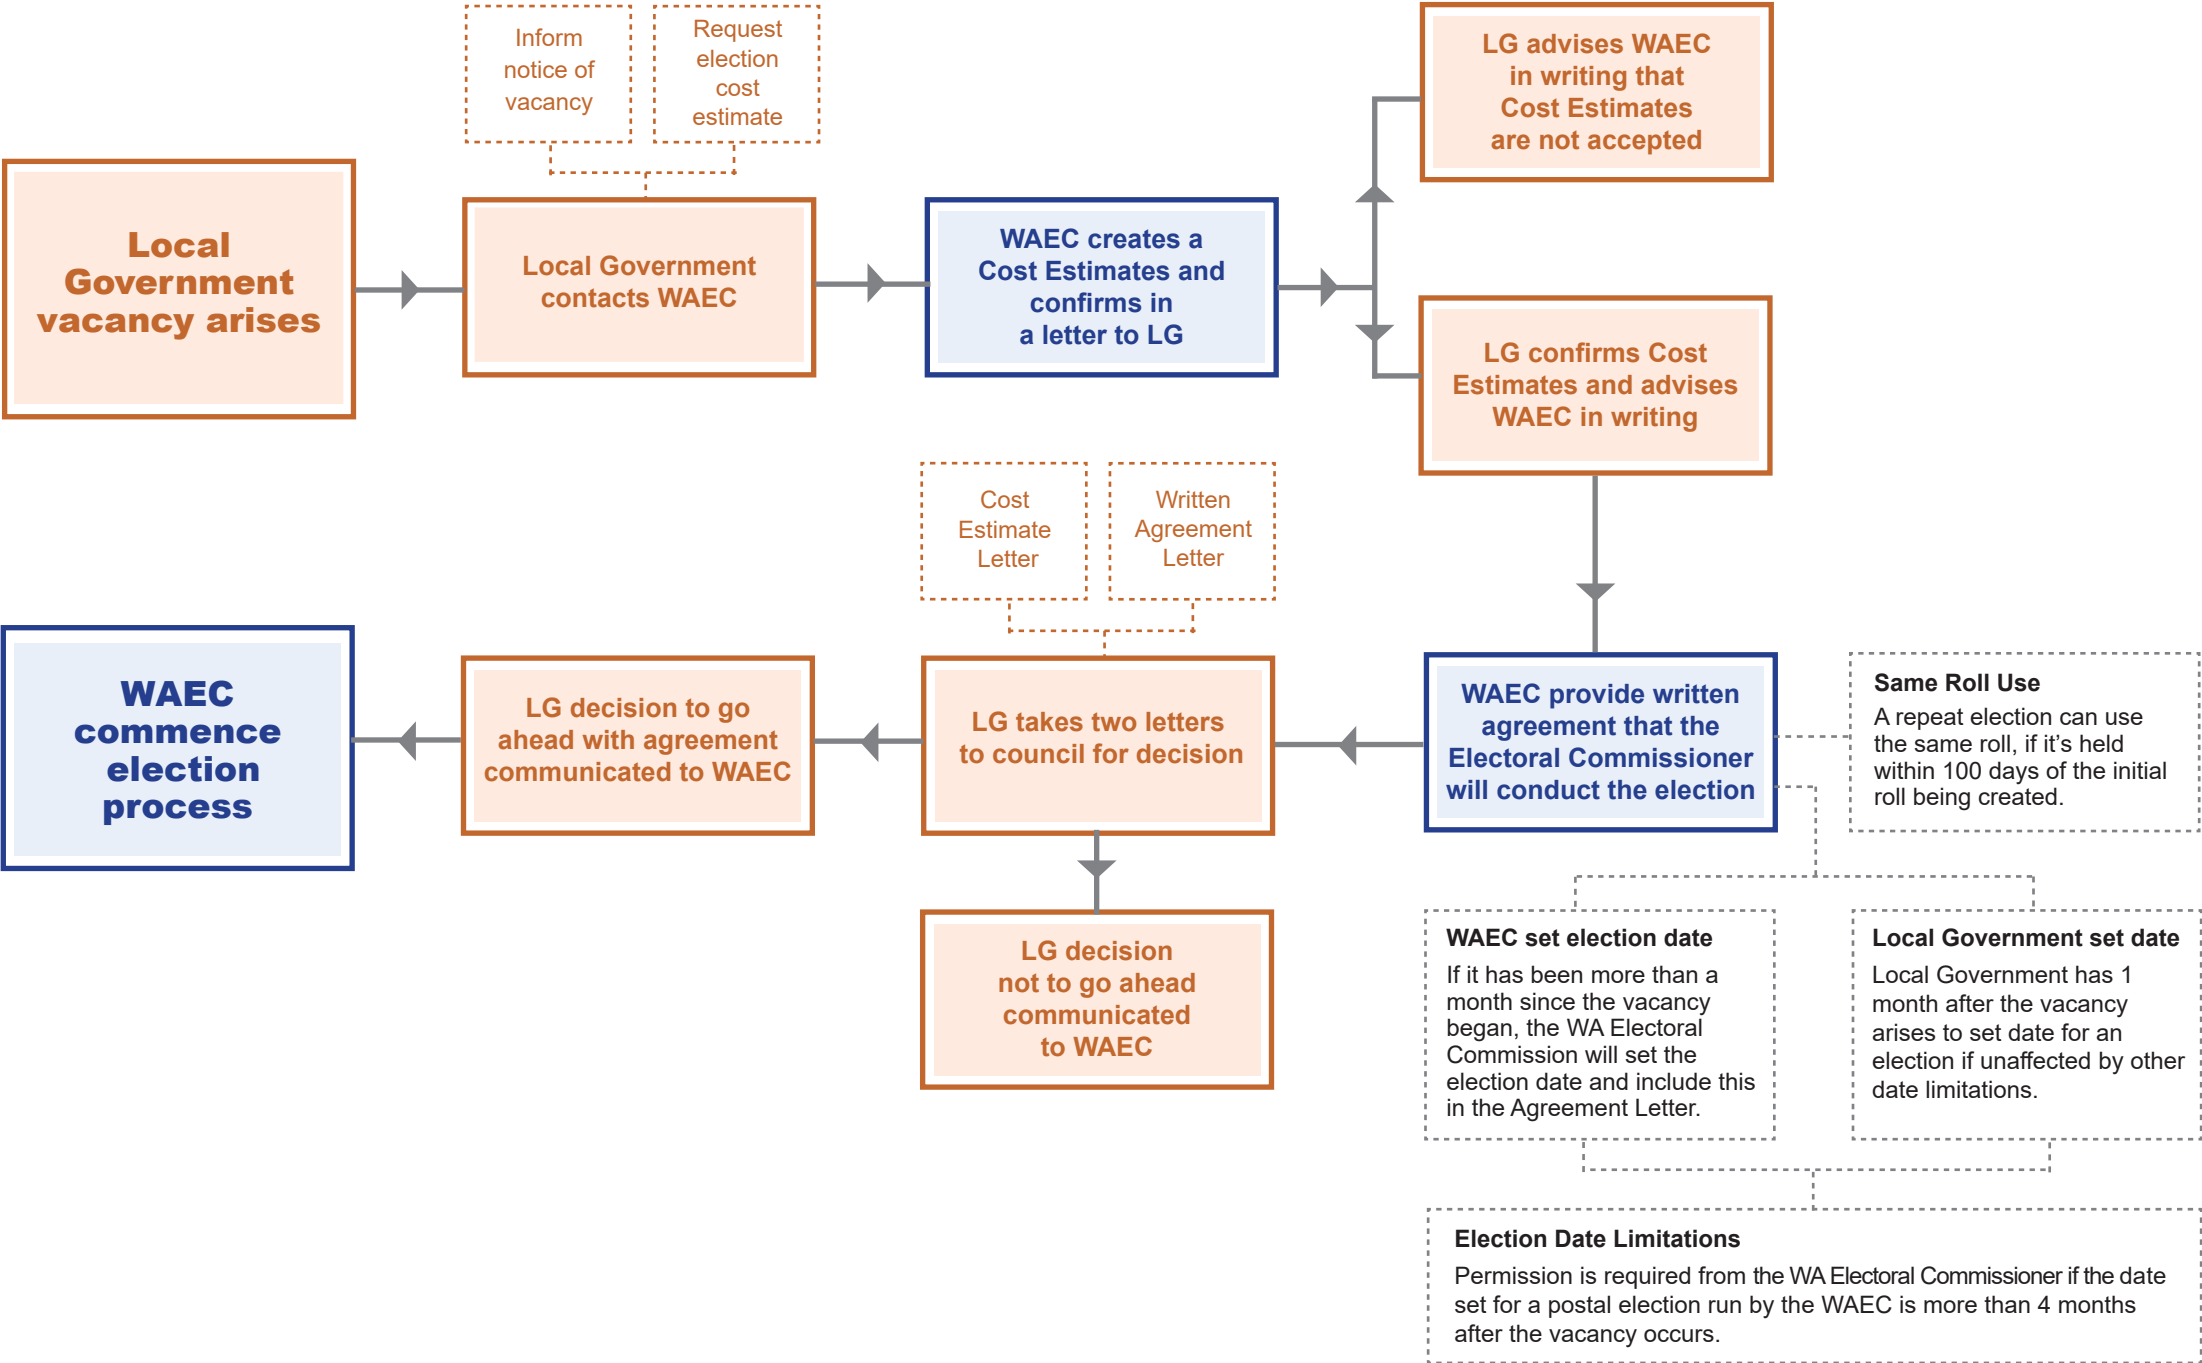 Inform
notice of
vacancy
Request
election
cost
estimate
LG advises WAEC
in writing that
Cost Estimates
are not accepted
Local
Government
vacancy arises
Local Government
contacts WAEC
WAEC creates a
Cost Estimates and
confirms in
a letter to LG
LG confirms Cost
Estimates and advises
WAEC in writing
Cost
Estimate
Letter
Written
Agreement
Letter
WAEC
commence
election
process
LG decision to go
ahead with agreement
communicated to WAEC
LG takes two letters
to council for decision
WAEC provide written
agreement that the
Electoral Commissioner
will conduct the election
Same Roll Use
A repeat election can use
the same roll, if it’s held
within 100 days of the initial
roll being created.
LG decision
not to go ahead
communicated
to WAEC
WAEC set election date
If it has been more than a
month since the vacancy
began, the WA Electoral
Commission will set the
election date and include this
in the Agreement Letter.
Local Government set date
Local Government has 1
month after the vacancy
arises to set date for an
election if unaffected by other
date limitations.
Election Date Limitations
Permission is required from the WA Electoral Commissioner if the date
set for a postal election run by the WAEC is more than 4 months
after the vacancy occurs.